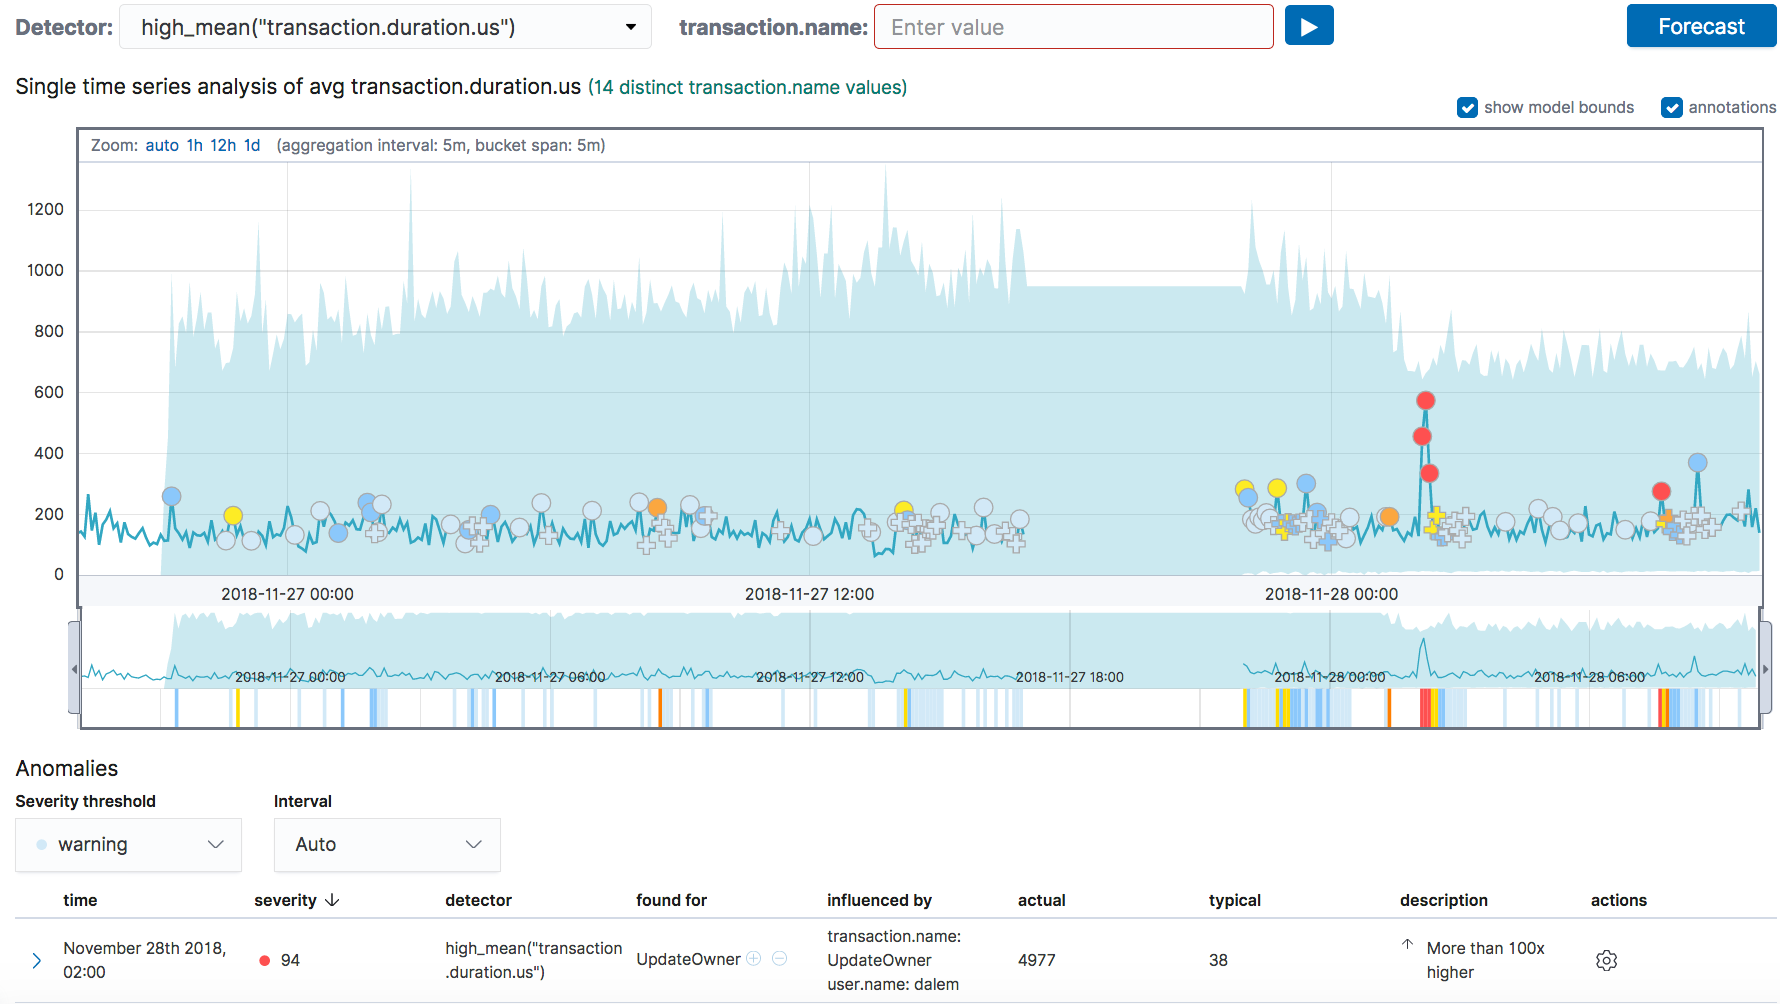 Detector: high_mean("transaction.duration.us") transaction.name: Enter value Forecast
Single time series analysis of avg transaction.duration.us (14 distinct transaction.name values)
show model bounds annotations
Zoom: auto 1h 12h 1d (aggregation interval: 5m, bucket span: 5m)
1200
1000
800
600
400
200
0
2018-11-27 00:00 2018-11-27 12:00 2018-11-28 00:00
2018-11-27 00:00 2018-11-27 06:00 2018-11-27 12:00 2018-11-27 18:00 2018-11-28 00:00 2018-11-28 06:00
Anomalies
Severity threshold Interval
warning Auto
time severity detector found for influenced by actual typical description actions
November 28th 2018,
02:00
94
high_mean("transaction
.duration.us")
UpdateOwner
transaction.name:
UpdateOwner
user.name: dalem
4977
38
More than 100x
higher